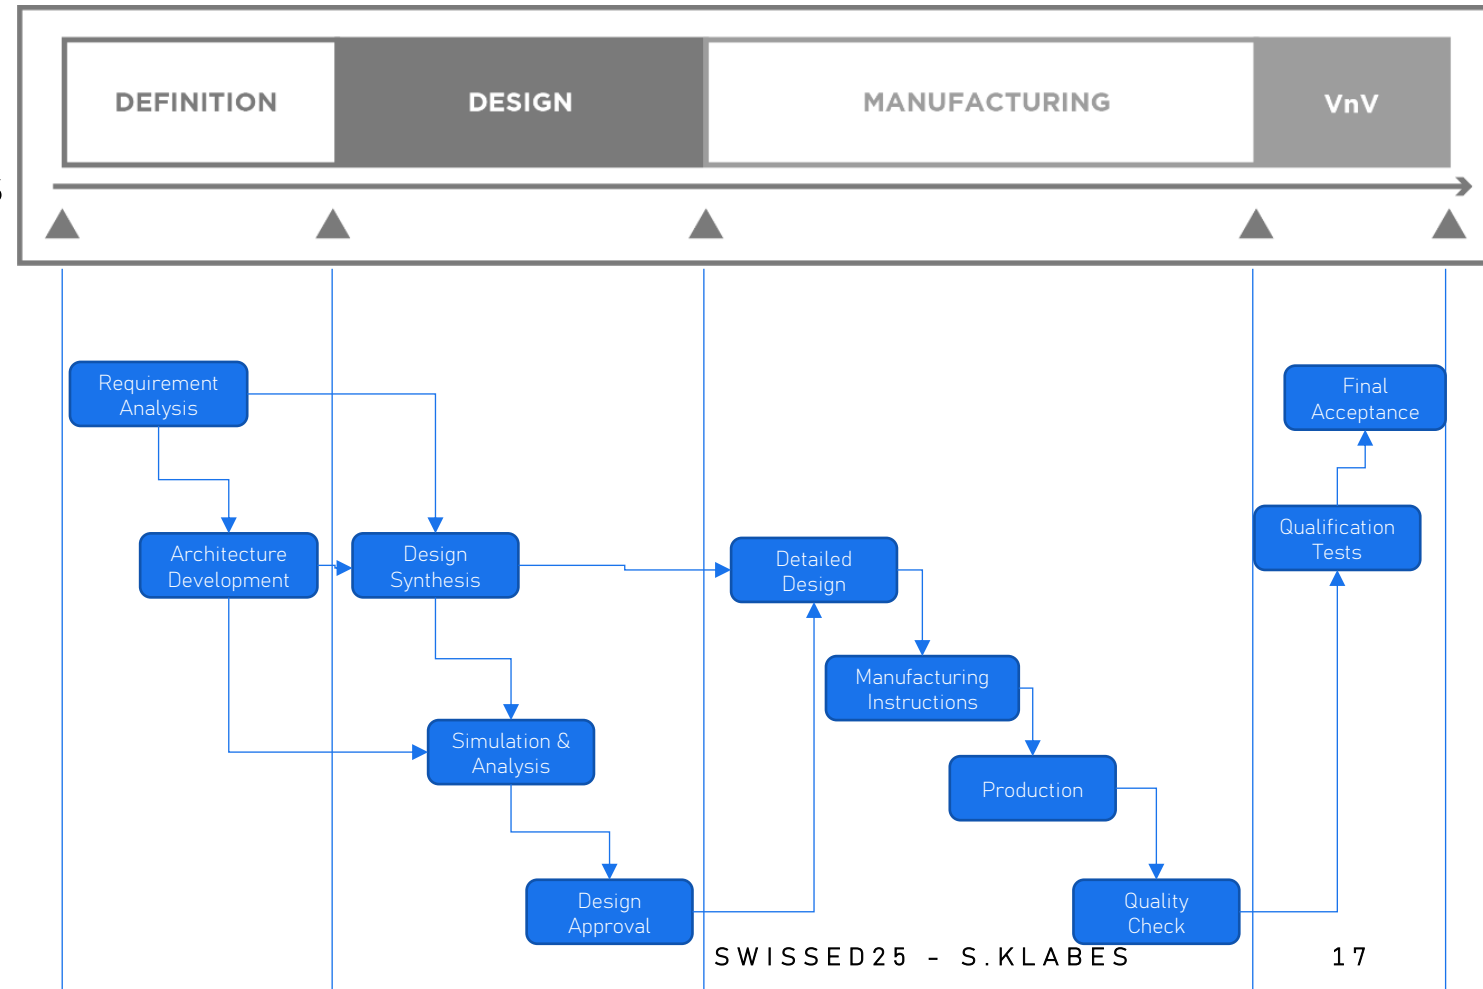 DEFINITION
DESIGN
MANUFACTURING
VnV
S
Requirement
Analysis
Final
Acceptance
Architecture
Development
Design
Synthesis
Detailed
Design
Qualification
Tests
Manufacturing
Instructions
Simulation &
Analysis
Production
Design
Approval
Quality
Check
SWISSED25 - S.KLABES
17